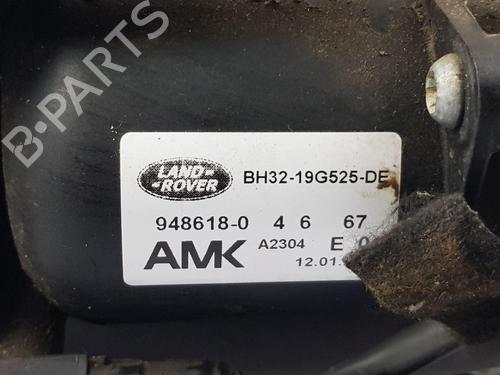 B-PARTS
LAND-
-ROVER
BH32-19G525-DE
948618-0 4 6 67
AMK A2304 E
12.01.